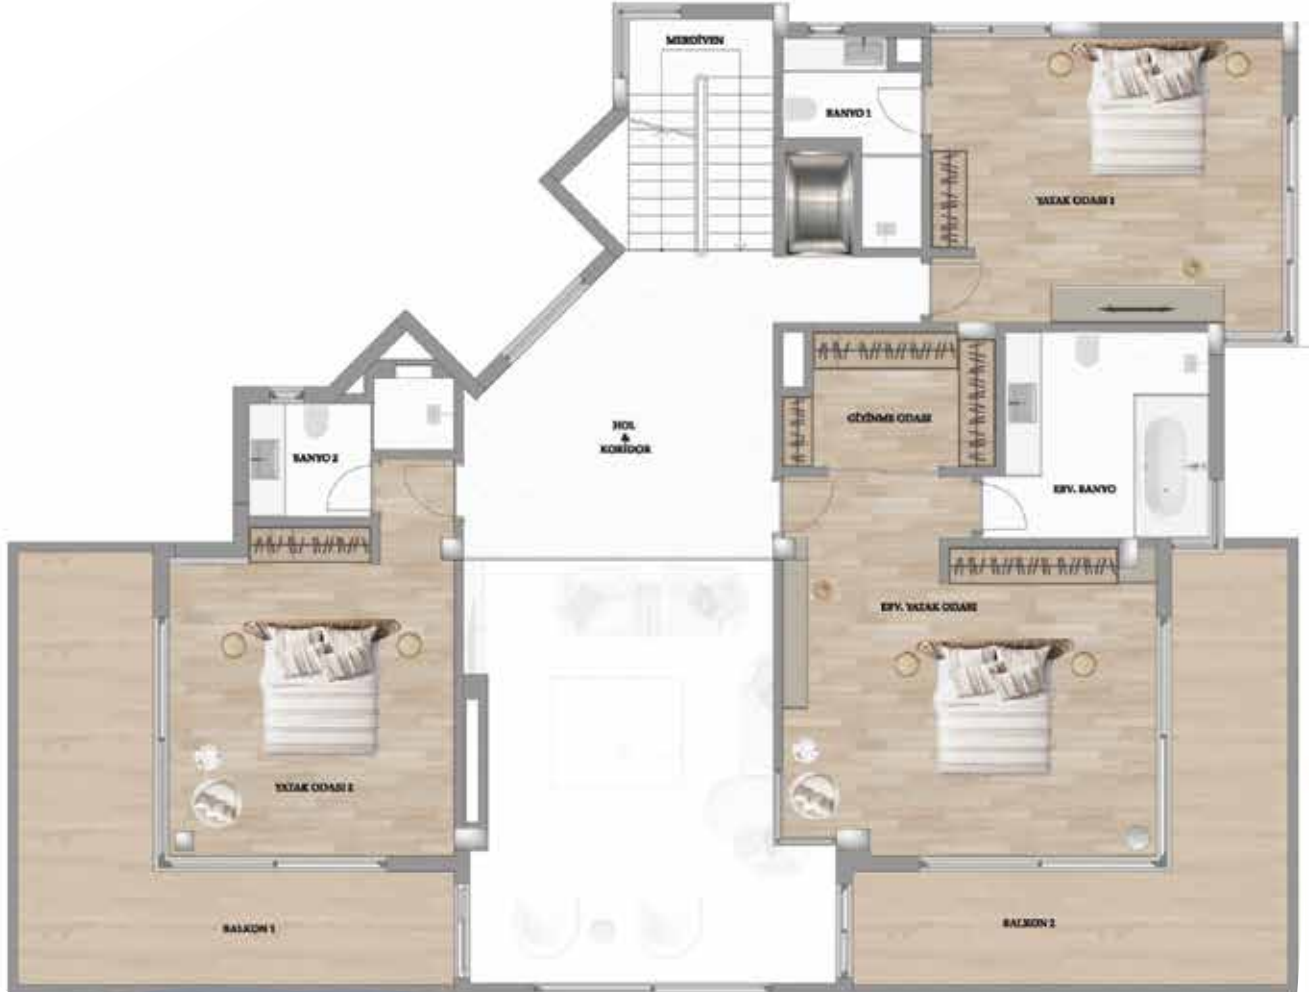 MERDİVEN
BANYO 1
YATAK ODASI 1
GİYİNME ODASI
HOL
&
KORİDOR
BANYO 2
EBV. BANYO
EBV. YATAK ODASI
YATAK ODASI 2
BALKON 1
BALKON 2